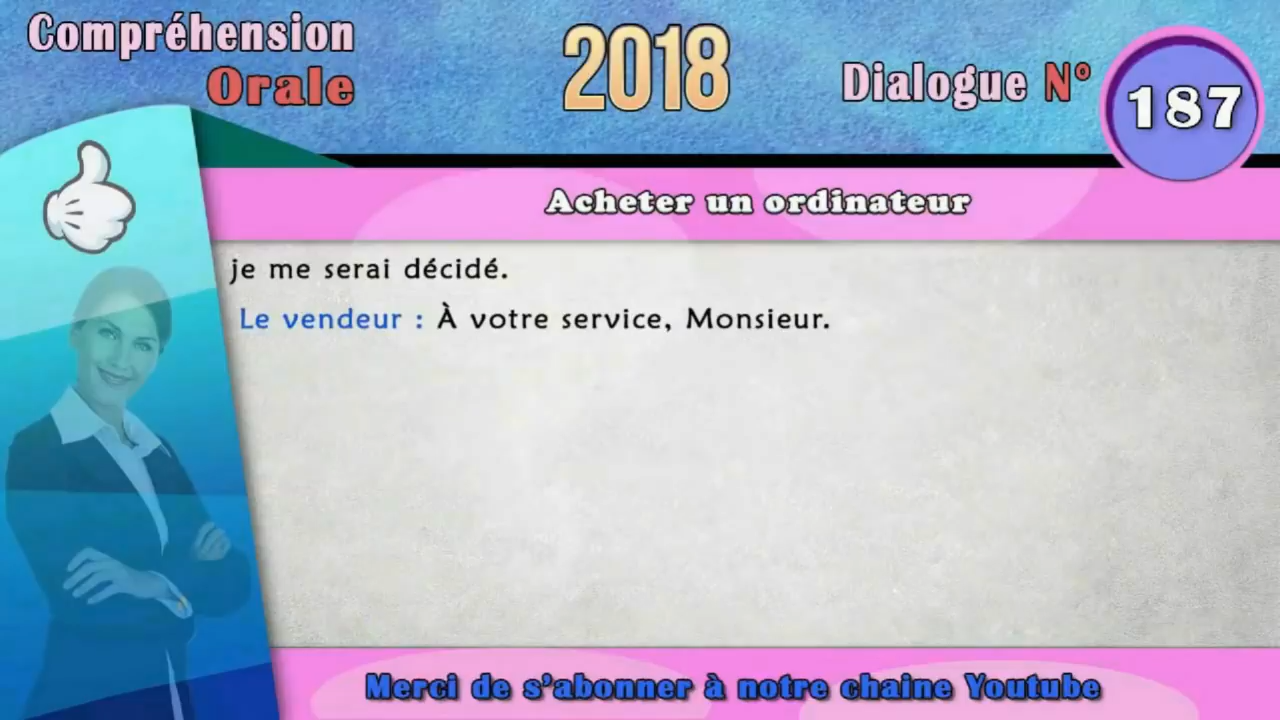 Compréhension
Orale
2018
Dialogue N°
187
Acheter un ordinateur
je me serai décidé.
Le vendeur : À votre service, Monsieur.
Merci de s'abonner à notre chaine Youtube